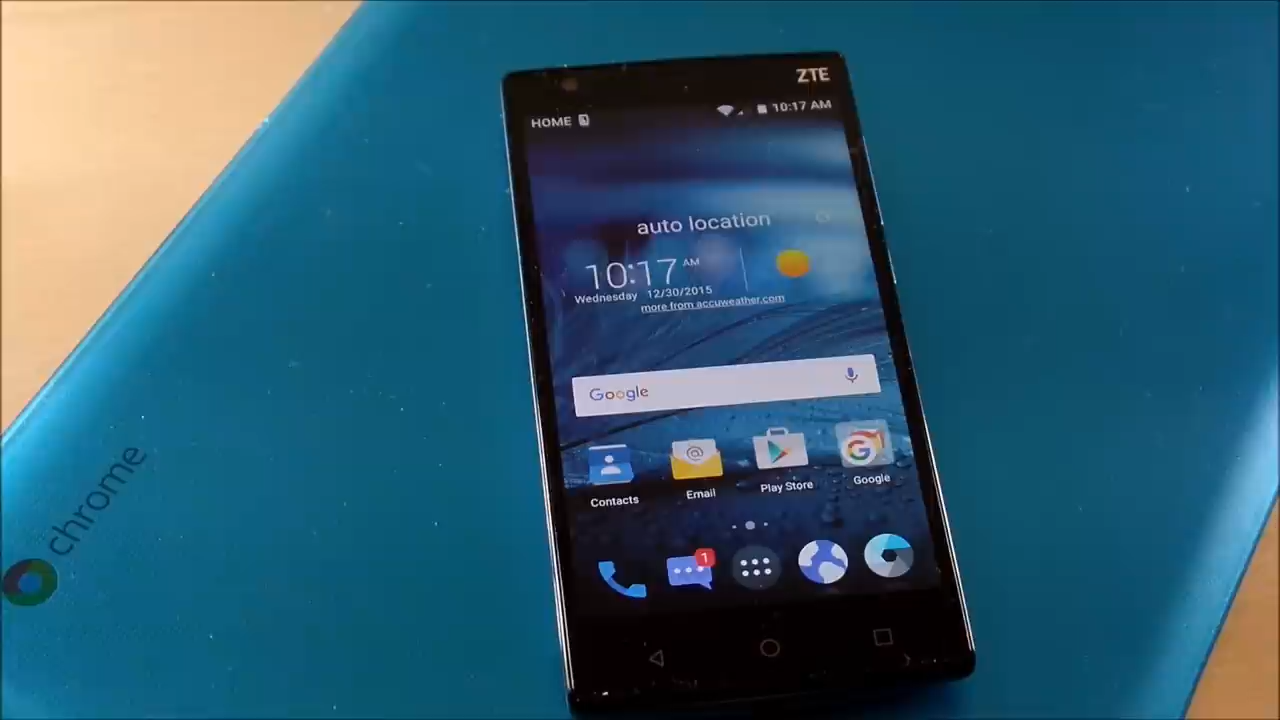 ZTE
HOME 10:17 AM
auto location
10:17 AM
Wednesday 12/30/2015
more from accuweather.com
Google
Contacts Email Play Store Google
1
chrome